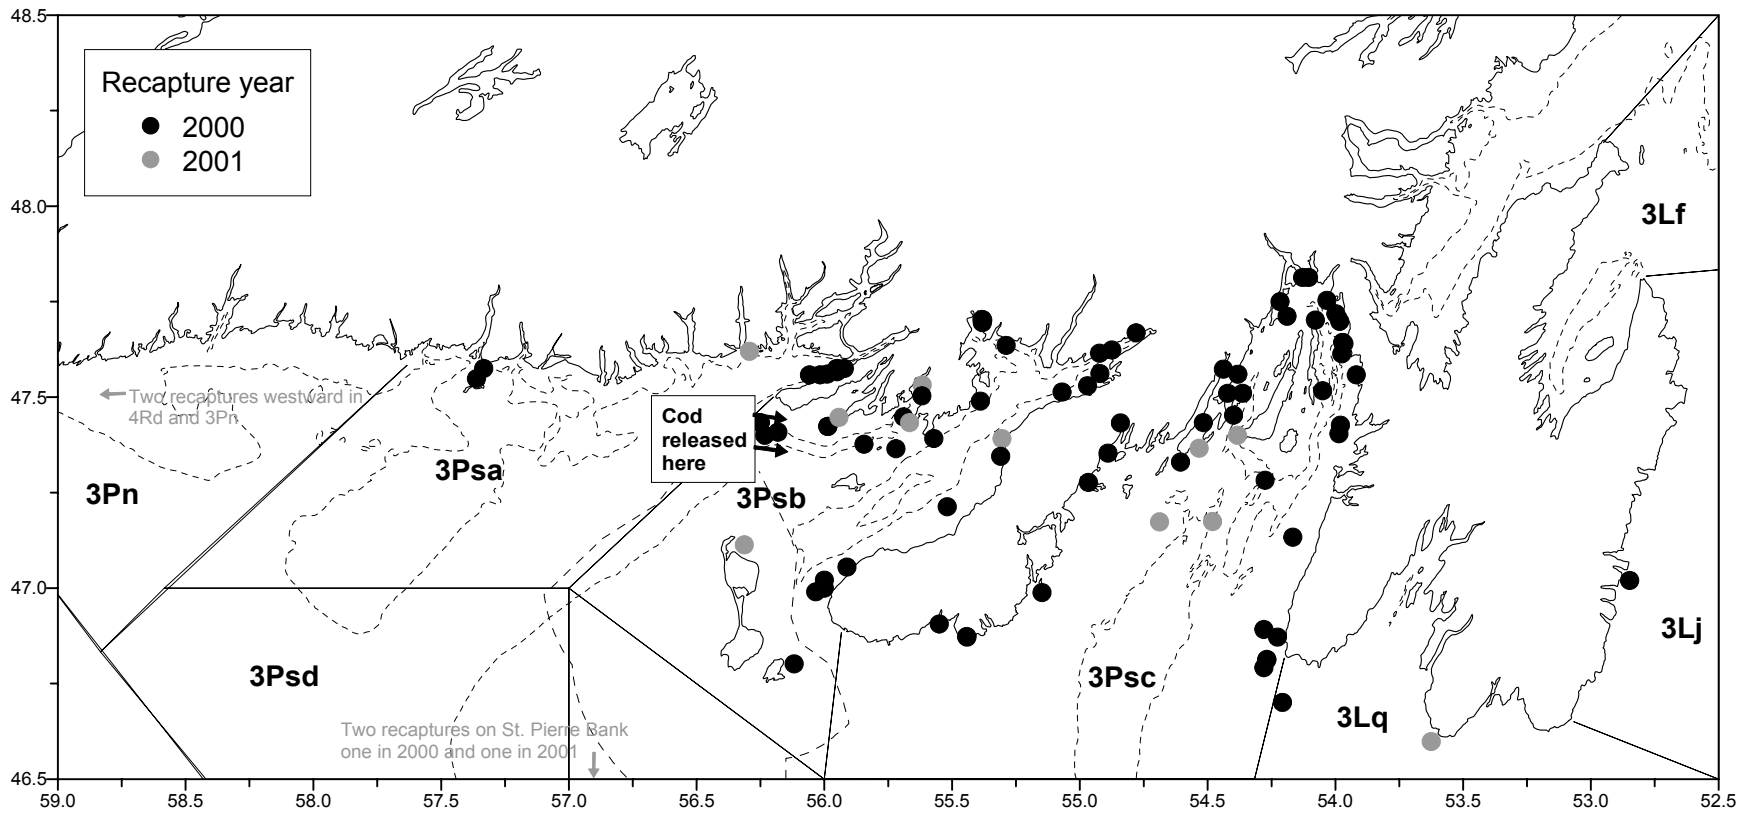 48.5
Recapture year
2000
2001
48.0
3Lf
47.5
Two recaptures westward in
4Rd and 3Pn
Cod
released
here
3Psa
3Pn
3Psb
47.0
3Lj
3Psd
3Psc
3Lq
Two recaptures on St. Pierre Bank
one in 2000 and one in 2001
46.5
59.0 58.5 58.0 57.5 57.0 56.5 56.0 55.5 55.0 54.5 54.0 53.5 53.0 52.5